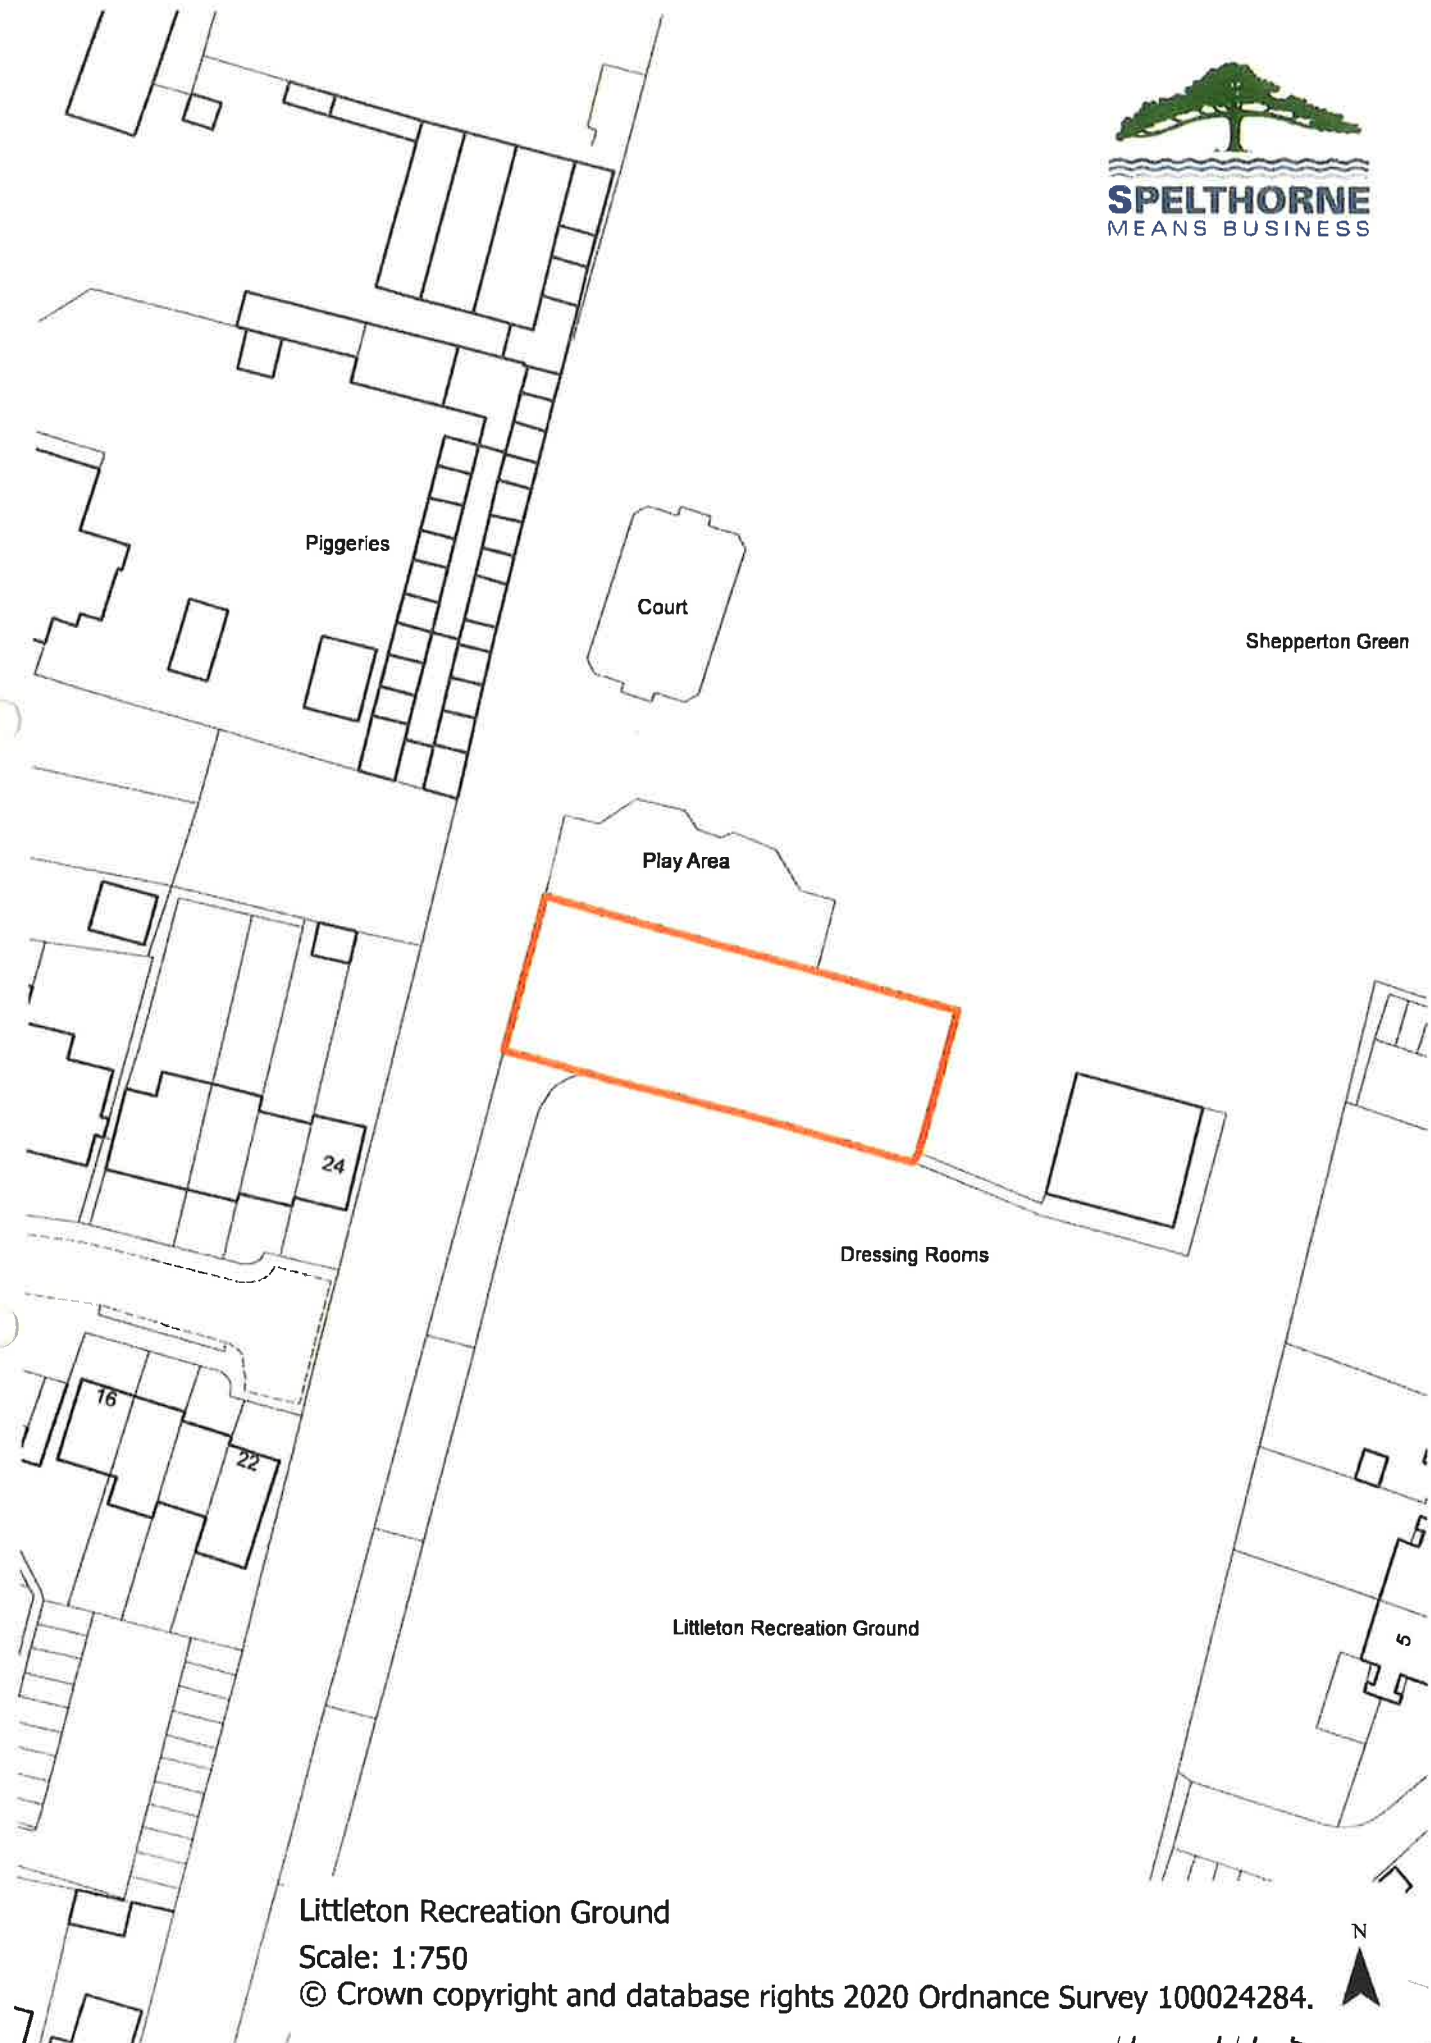 SPELTHORNE
MEANS BUSINESS
Piggeries
Court
Shepperton Green
Play Area
24
Dressing Rooms
16
22
Littleton Recreation Ground
5
Littleton Recreation Ground
Scale: 1:750
© Crown copyright and database rights 2020 Ordnance Survey 100024284.
N